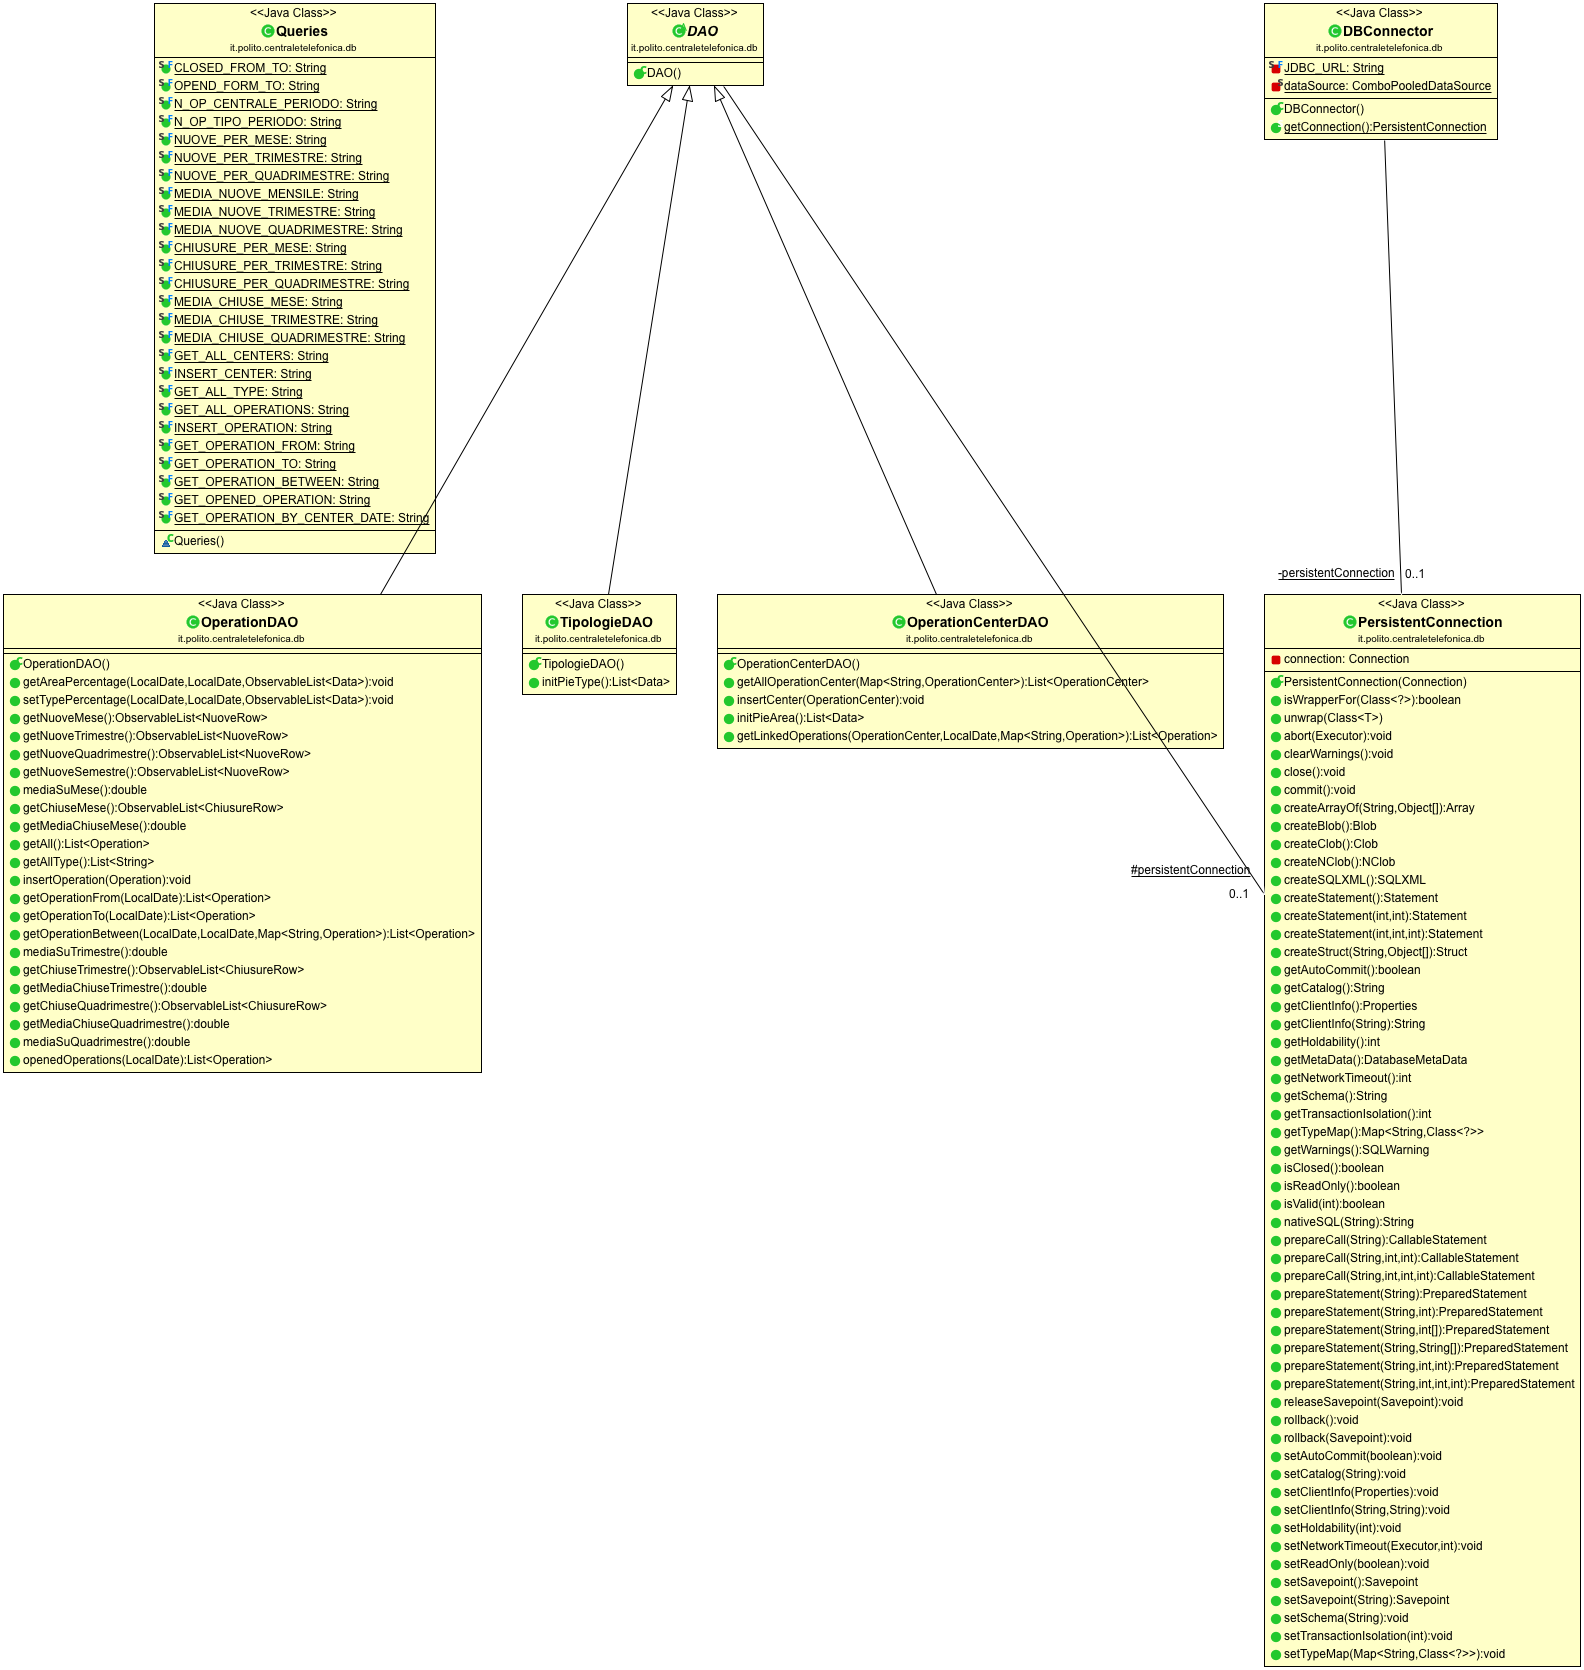 <<Java Class>>
Queries
it.polito.centraletelefonica.db
CLOSED_FROM_TO: String
OPEND_FORM_TO: String
N_OP_CENTRALE_PERIODO: String
N_OP_TIPO_PERIODO: String
NUOVE_PER_MESE: String
NUOVE_PER_TRIMESTRE: String
NUOVE_PER_QUADRIMESTRE: String
MEDIA_NUOVE_MENSILE: String
MEDIA_NUOVE_TRIMESTRE: String
MEDIA_NUOVE_QUADRIMESTRE: String
CHIUSURE_PER_MESE: String
CHIUSURE_PER_TRIMESTRE: String
CHIUSURE_PER_QUADRIMESTRE: String
MEDIA_CHIUSE_MESE: String
MEDIA_CHIUSE_TRIMESTRE: String
MEDIA_CHIUSE_QUADRIMESTRE: String
GET_ALL_CENTERS: String
INSERT_CENTER: String
GET_ALL_TYPE: String
GET_ALL_OPERATIONS: String
INSERT_OPERATION: String
GET_OPERATION_FROM: String
GET_OPERATION_TO: String
GET_OPERATION_BETWEEN: String
GET_OPENED_OPERATION: String
GET_OPERATION_BY_CENTER_DATE: String
Queries()
<<Java Class>>
DAO
it.polito.centraletelefonica.db
DAO()
<<Java Class>>
DBConnector
it.polito.centraletelefonica.db
JDBC_URL: String
dataSource: ComboPooledDataSource
DBConnector()
getConnection():PersistentConnection
-persistentConnection
0..1
<<Java Class>>
OperationDAO
it.polito.centraletelefonica.db
OperationDAO()
getAreaPercentage(LocalDate,LocalDate,ObservableList<Data>):void
setTypePercentage(LocalDate,LocalDate,ObservableList<Data>):void
getNuoveMese():ObservableList<NuoveRow>
getNuoveTrimestre():ObservableList<NuoveRow>
getNuoveQuadrimestre():ObservableList<NuoveRow>
getNuoveSemestre():ObservableList<NuoveRow>
mediaSuMese():double
getChiuseMese():ObservableList<ChiusureRow>
getMediaChiuseMese():double
getAll():List<Operation>
getAllType():List<String>
insertOperation(Operation):void
getOperationFrom(LocalDate):List<Operation>
getOperationTo(LocalDate):List<Operation>
getOperationBetween(LocalDate,LocalDate,Map<String,Operation>):List<Operation>
mediaSuTrimestre():double
getChiuseTrimestre():ObservableList<ChiusureRow>
getMediaChiuseTrimestre():double
getChiuseQuadrimestre():ObservableList<ChiusureRow>
getMediaChiuseQuadrimestre():double
mediaSuQuadrimestre():double
openedOperations(LocalDate):List<Operation>
<<Java Class>>
TipologieDAO
it.polito.centraletelefonica.db
TipologieDAO()
initPieType():List<Data>
<<Java Class>>
OperationCenterDAO
it.polito.centraletelefonica.db
OperationCenterDAO()
getAllOperationCenter(Map<String,OperationCenter>):List<OperationCenter>
insertCenter(OperationCenter):void
initPieArea():List<Data>
getLinkedOperations(OperationCenter,LocalDate,Map<String,Operation>):List<Operation>
#persistentConnection
0..1
<<Java Class>>
PersistentConnection
it.polito.centraletelefonica.db
connection: Connection
PersistentConnection(Connection)
isWrapperFor(Class<?>):boolean
unwrap(Class<T>)
abort(Executor):void
clearWarnings():void
close():void
commit():void
createArrayOf(String,Object[]):Array
createBlob():Blob
createClob():Clob
createNClob():NClob
createSQLXML():SQLXML
createStatement():Statement
createStatement(int,int):Statement
createStatement(int,int,int):Statement
createStruct(String,Object[]):Struct
getAutoCommit():boolean
getCatalog():String
getClientInfo():Properties
getClientInfo(String):String
getHoldability():int
getMetaData():DatabaseMetaData
getNetworkTimeout():int
getSchema():String
getTransactionIsolation():int
getTypeMap():Map<String,Class<?>>
getWarnings():SQLWarning
isClosed():boolean
isReadOnly():boolean
isValid(int):boolean
nativeSQL(String):String
prepareCall(String):CallableStatement
prepareCall(String,int,int):CallableStatement
prepareCall(String,int,int,int):CallableStatement
prepareStatement(String):PreparedStatement
prepareStatement(String,int):PreparedStatement
prepareStatement(String,int[]):PreparedStatement
prepareStatement(String,String[]):PreparedStatement
prepareStatement(String,int,int):PreparedStatement
prepareStatement(String,int,int,int):PreparedStatement
releaseSavepoint(Savepoint):void
rollback():void
rollback(Savepoint):void
setAutoCommit(boolean):void
setCatalog(String):void
setClientInfo(Properties):void
setClientInfo(String,String):void
setHoldability(int):void
setNetworkTimeout(Executor,int):void
setReadOnly(boolean):void
setSavepoint():Savepoint
setSavepoint(String):Savepoint
setSchema(String):void
setTransactionIsolation(int):void
setTypeMap(Map<String,Class<?>>):void